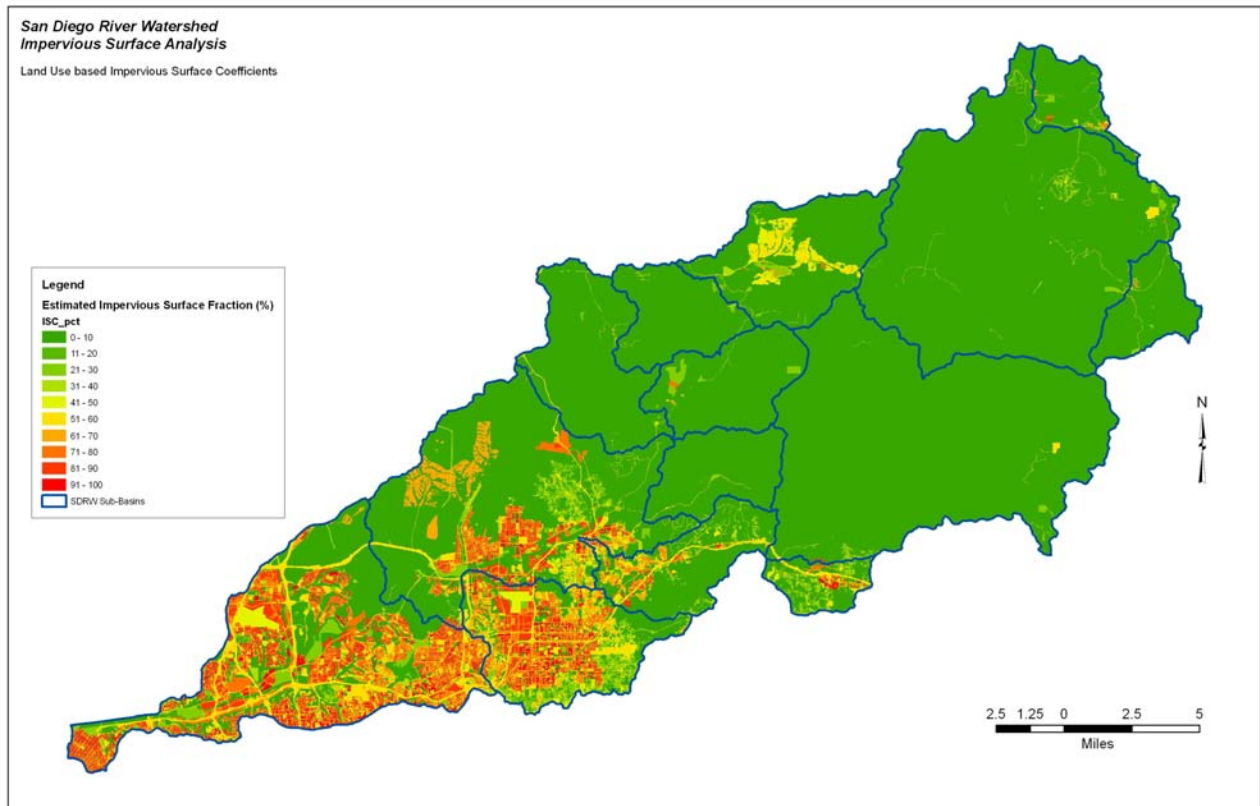 San Diego River Watershed
Impervious Surface Analysis
Land Use based Impervious Surface Coefficients
Legend
Estimated Impervious Surface Fraction (%)
ISC_pct
0 - 10
11 - 20
21 - 30
31 - 40
41 - 50
51 - 60
61 - 70
71 - 80
81 - 90
91 - 100
SDRW Sub-Basins
N
2.5 1.25 0 2.5 5
Miles